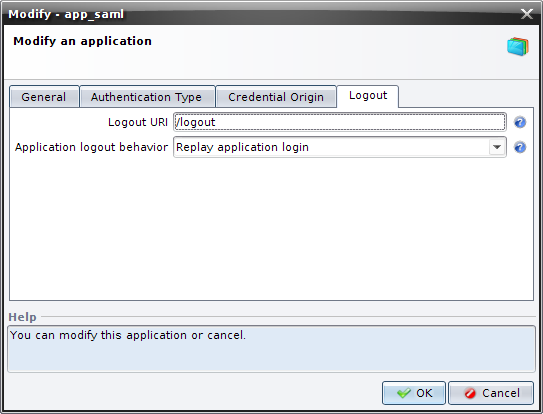 Modify - app_saml
Modify an application
General Authentication Type Credential Origin Logout
Logout URI /logout
Application logout behavior Replay application login
Help
You can modify this application or cancel.
OK Cancel